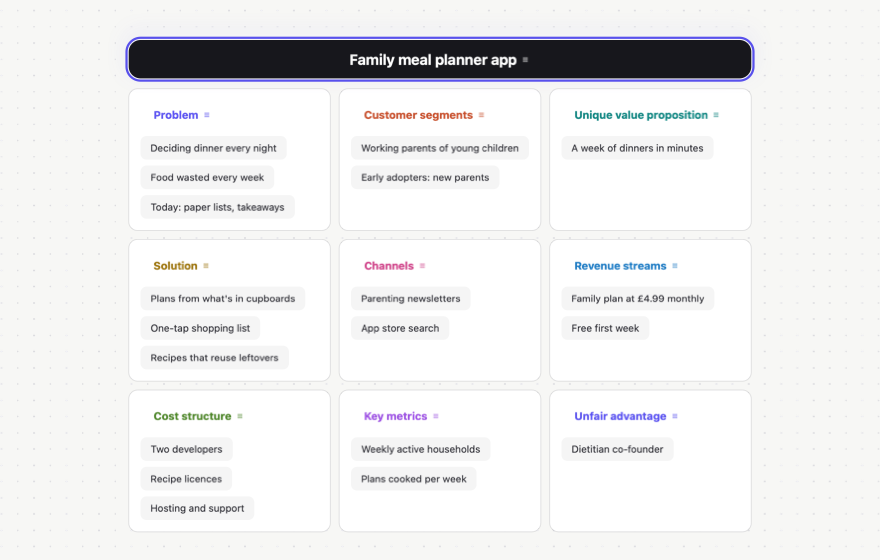 Family meal planner app
Problem
Deciding dinner every night
Food wasted every week
Today: paper lists, takeaways
Customer segments
Working parents of young children
Early adopters: new parents
Unique value proposition
A week of dinners in minutes
Solution
Plans from what's in cupboards
One-tap shopping list
Recipes that reuse leftovers
Channels
Parenting newsletters
App store search
Revenue streams
Family plan at £4.99 monthly
Free first week
Cost structure
Two developers
Recipe licences
Hosting and support
Key metrics
Weekly active households
Plans cooked per week
Unfair advantage
Dietitian co-founder